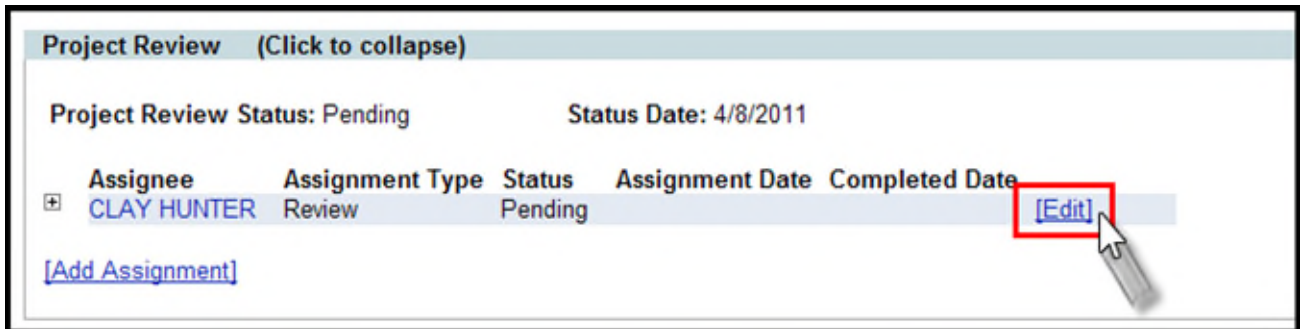 Project Review (Click to collapse)
Project Review Status: Pending Status Date: 4/8/2011
Assignee Assignment Type Status Assignment Date Completed Date
CLAY HUNTER Review Pending [Edit]
[Add Assignment]